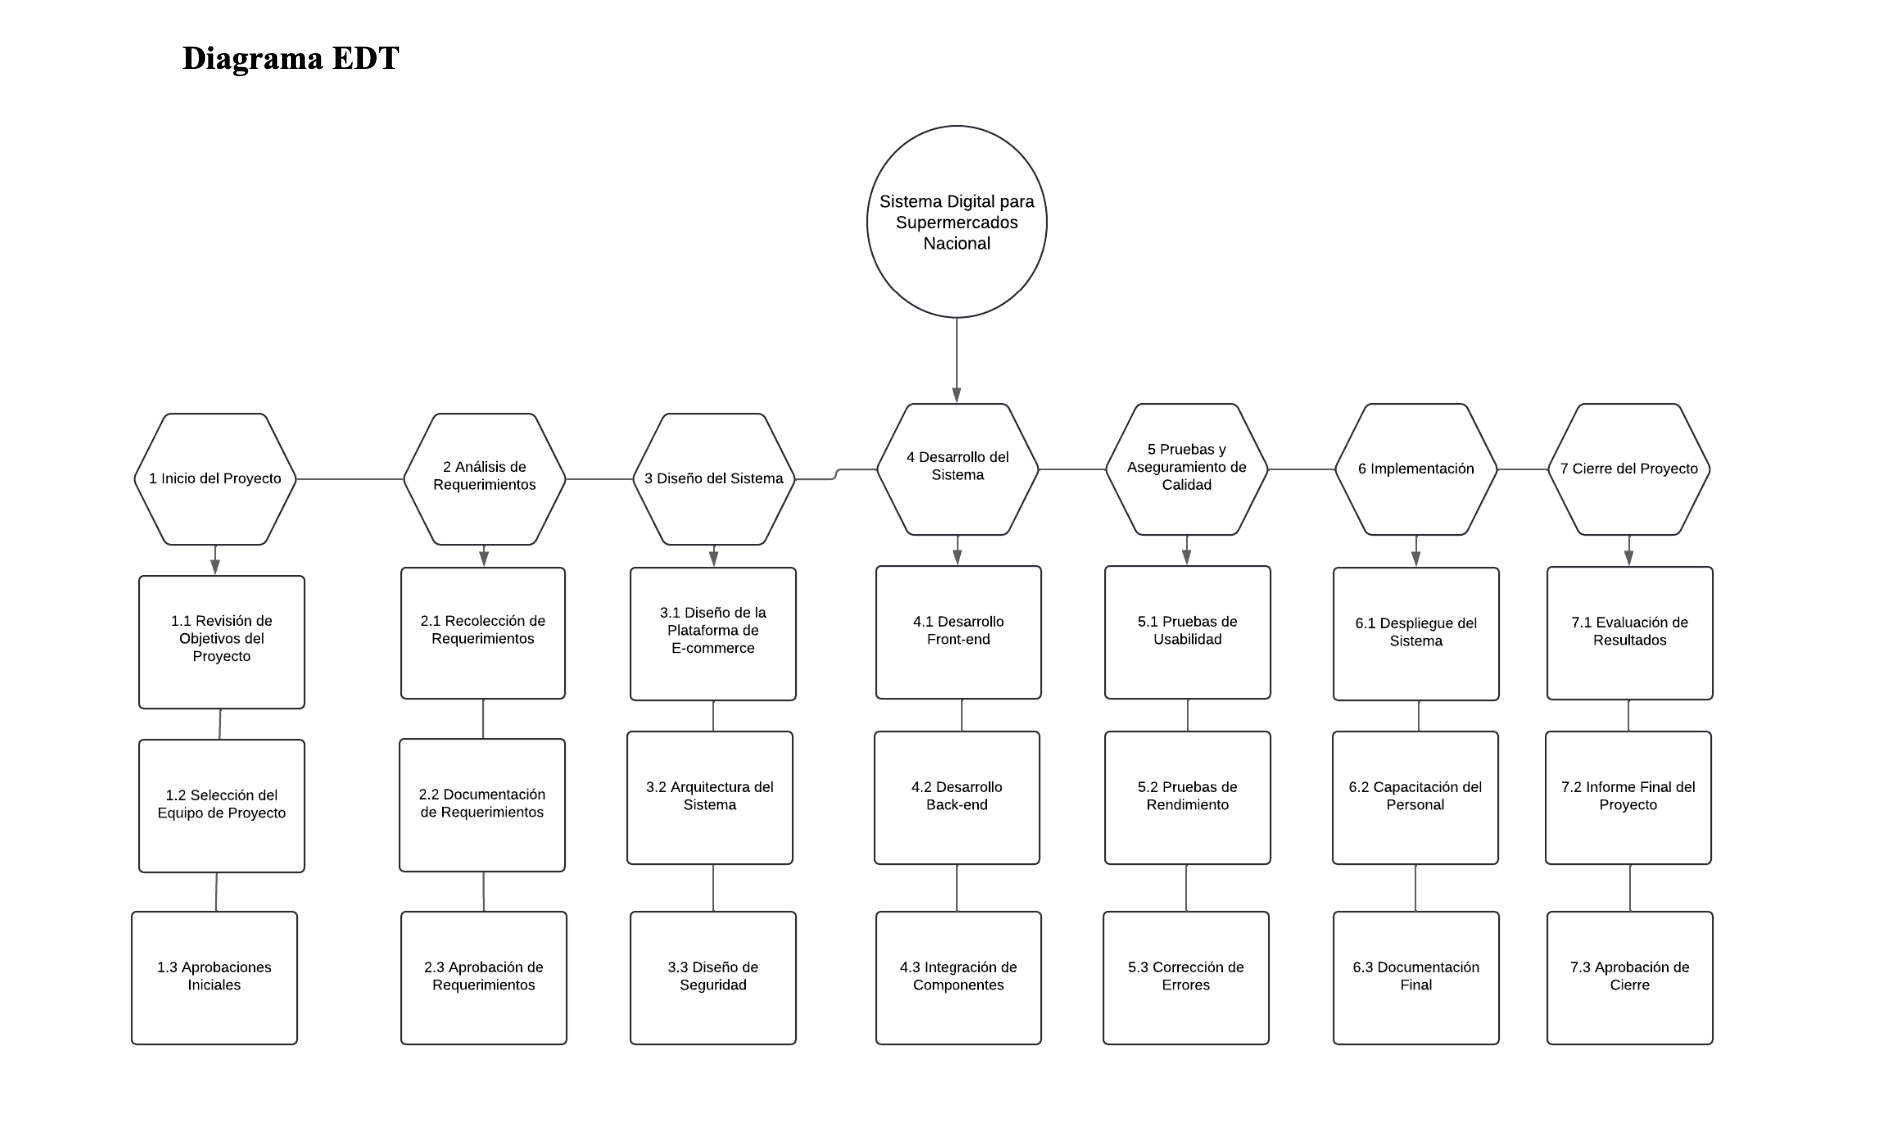 Diagrama EDT
Sistema Digital para
Supermercados
Nacional
1 Inicio del Proyecto
2 Análisis de
Requerimientos
3 Diseño del Sistema
4 Desarrollo del
Sistema
5 Pruebas y
Aseguramiento de
Calidad
6 Implementación
7 Cierre del Proyecto
1.1 Revisión de
Objetivos del
Proyecto
2.1 Recolección de
Requerimientos
3.1 Diseño de la
Plataforma de
E-commerce
4.1 Desarrollo
Front-end
5.1 Pruebas de
Usabilidad
6.1 Despliegue del
Sistema
7.1 Evaluación de
Resultados
1.2 Selección del
Equipo de Proyecto
2.2 Documentación
de Requerimientos
3.2 Arquitectura del
Sistema
4.2 Desarrollo
Back-end
5.2 Pruebas de
Rendimiento
6.2 Capacitación del
Personal
7.2 Informe Final del
Proyecto
1.3 Aprobaciones
Iniciales
2.3 Aprobación de
Requerimientos
3.3 Diseño de
Seguridad
4.3 Integración de
Componentes
5.3 Corrección de
Errores
6.3 Documentación
Final
7.3 Aprobación de
Cierre